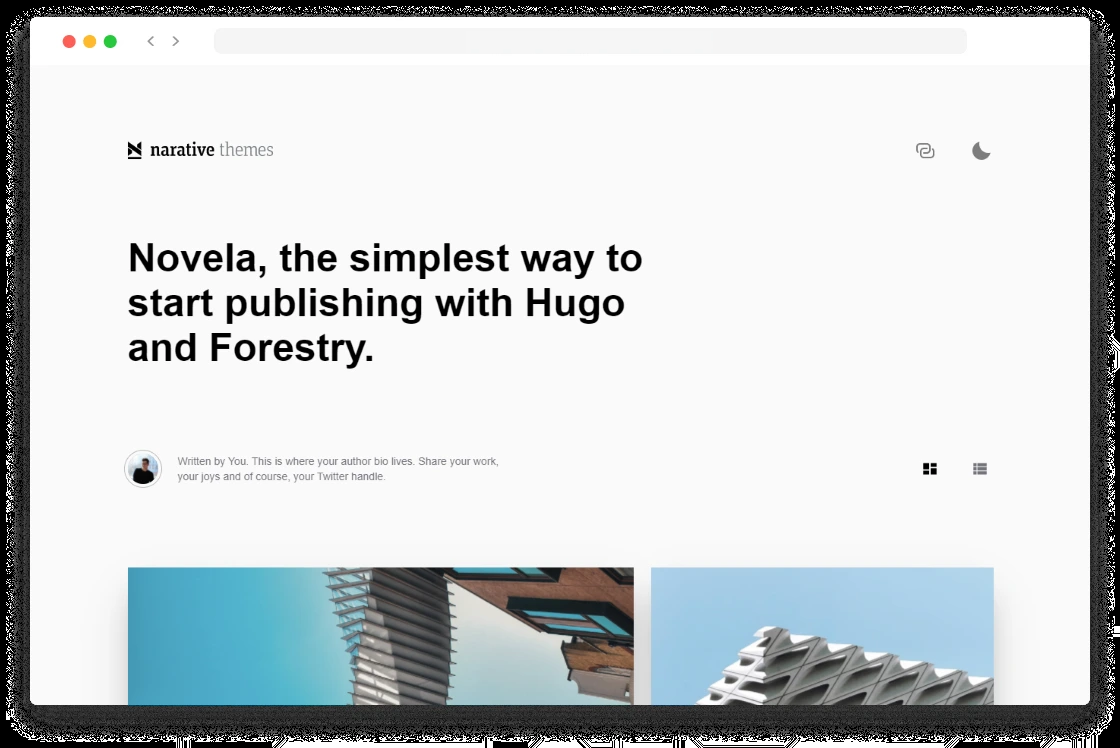 narative themes
Novela, the simplest way to
start publishing with Hugo
and Forestry.
Written by You. This is where your author bio lives. Share your work,
your joys and of course, your Twitter handle.